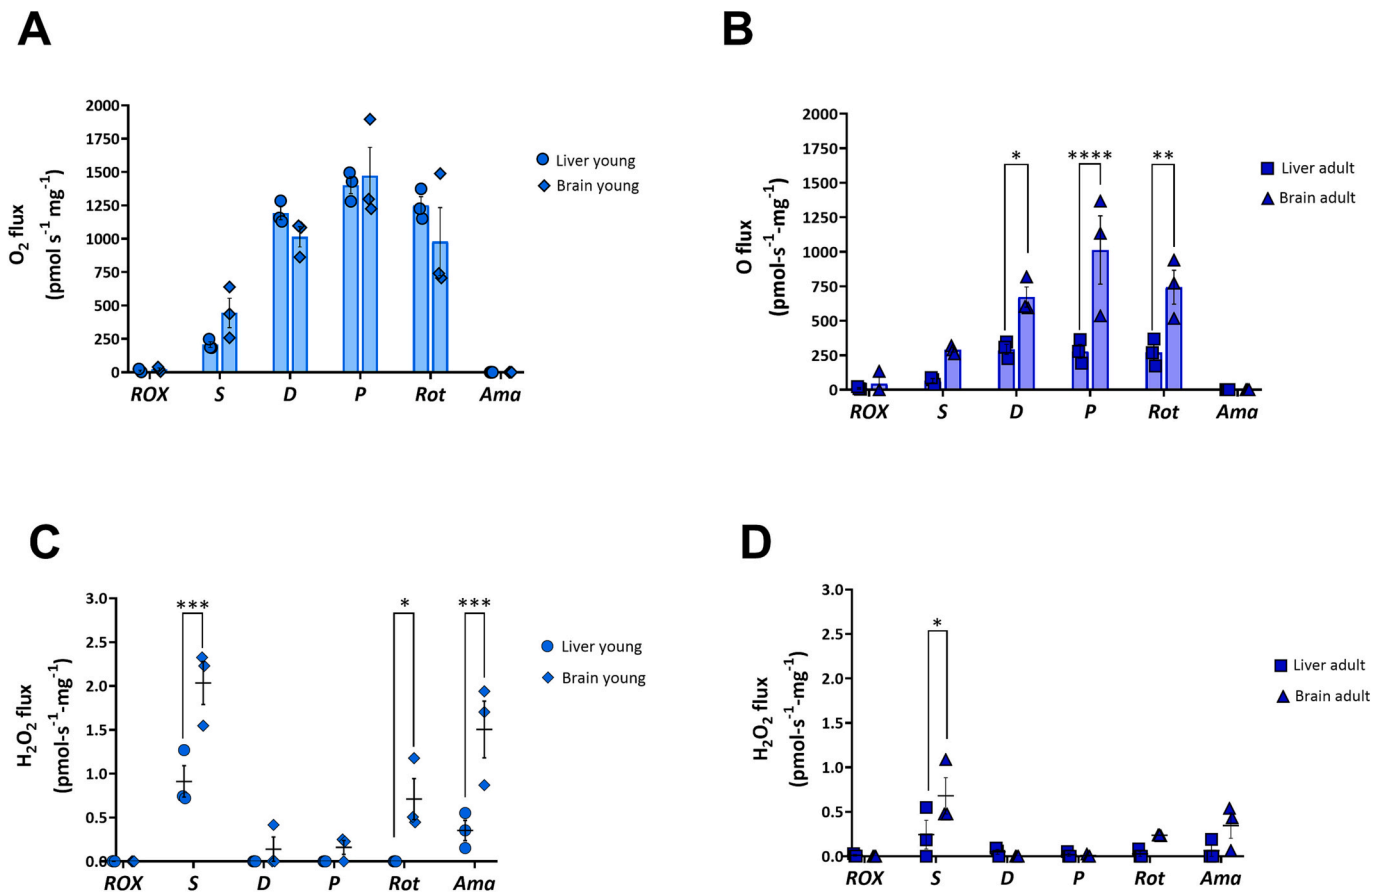 A
O₂ flux
(pmol s⁻¹ mg⁻¹)
2000
1750
1500
1250
1000
750
500
250
0
ROX S D P Rot Ama
Liver young
Brain young
B
O flux
(pmol-s⁻¹-mg⁻¹)
2000
1750
1500
1250
1000
750
500
250
0
* **** **
ROX S D P Rot Ama
Liver adult
Brain adult
C
H₂O₂ flux
(pmol-s⁻¹-mg⁻¹)
3.0
2.5
2.0
1.5
1.0
0.5
0.0
*** * ***
ROX S D P Rot Ama
Liver young
Brain young
D
H₂O₂ flux
(pmol-s⁻¹-mg⁻¹)
3.0
2.5
2.0
1.5
1.0
0.5
0.0
*
ROX S D P Rot Ama
Liver adult
Brain adult